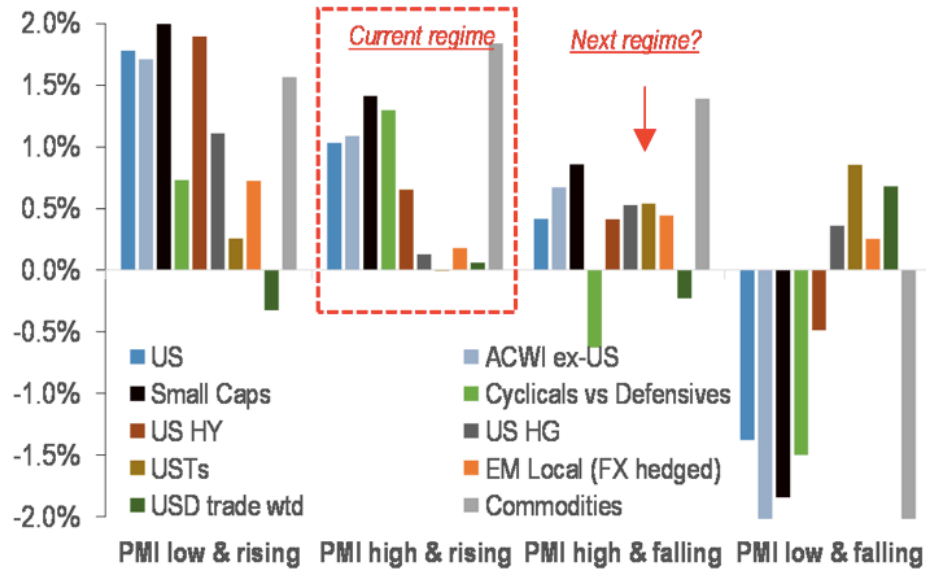 2.0%
1.5%
1.0%
0.5%
0.0%
-0.5%
-1.0%
-1.5%
-2.0%
Current regime
Next regime?
US
ACWI ex-US
Small Caps
Cyclicals vs Defensives
US HY
US HG
USTs
EM Local (FX hedged)
USD trade wtd
Commodities
PMI low & rising
PMI high & rising
PMI high & falling
PMI low & falling